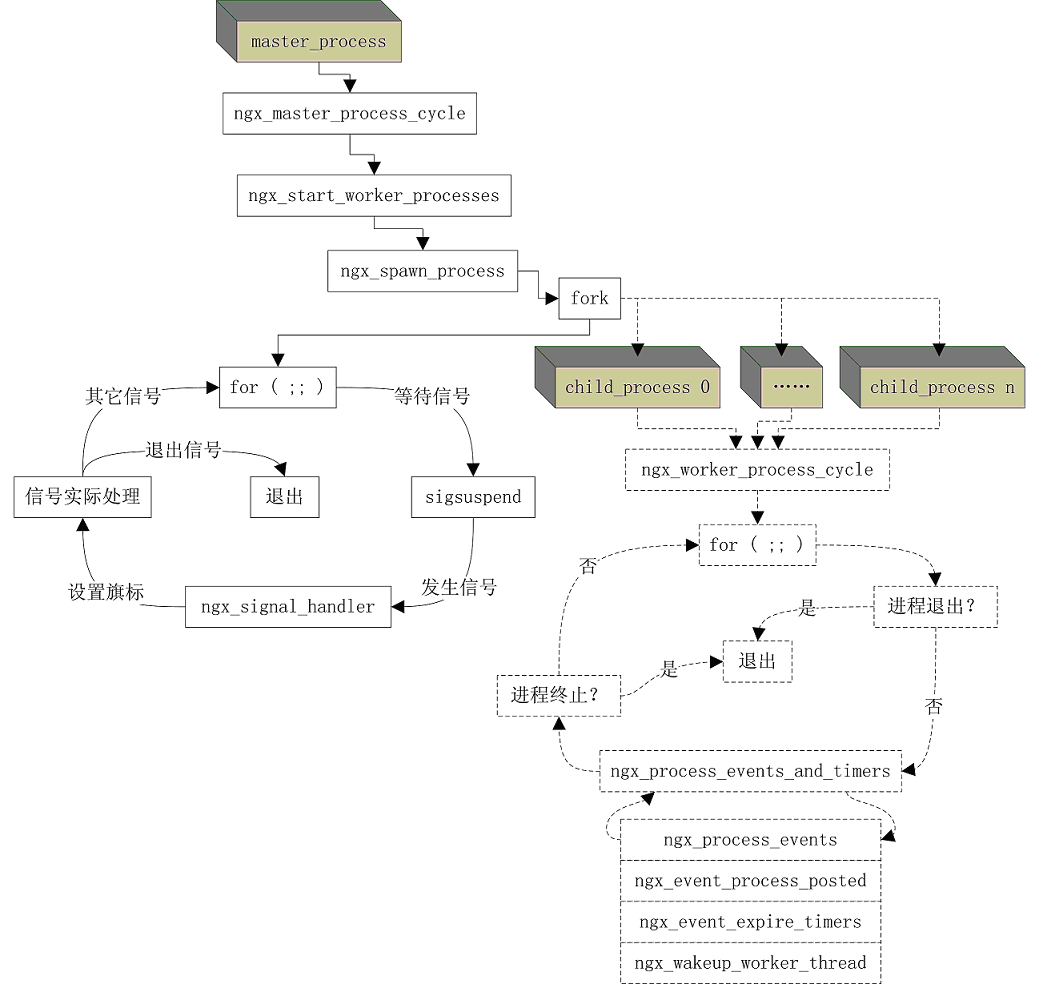 master_process
ngx_master_process_cycle
ngx_start_worker_processes
ngx_spawn_process
fork
for ( ;; )
其它信号
等待信号
退出信号
信号实际处理
退出
sigsuspend
设置旗标
发生信号
ngx_signal_handler
child_process 0
……
child_process n
ngx_worker_process_cycle
for ( ;; )
否
进程退出?
是
退出
是
进程终止?
否
ngx_process_events_and_timers
ngx_process_events
ngx_event_process_posted
ngx_event_expire_timers
ngx_wakeup_worker_thread